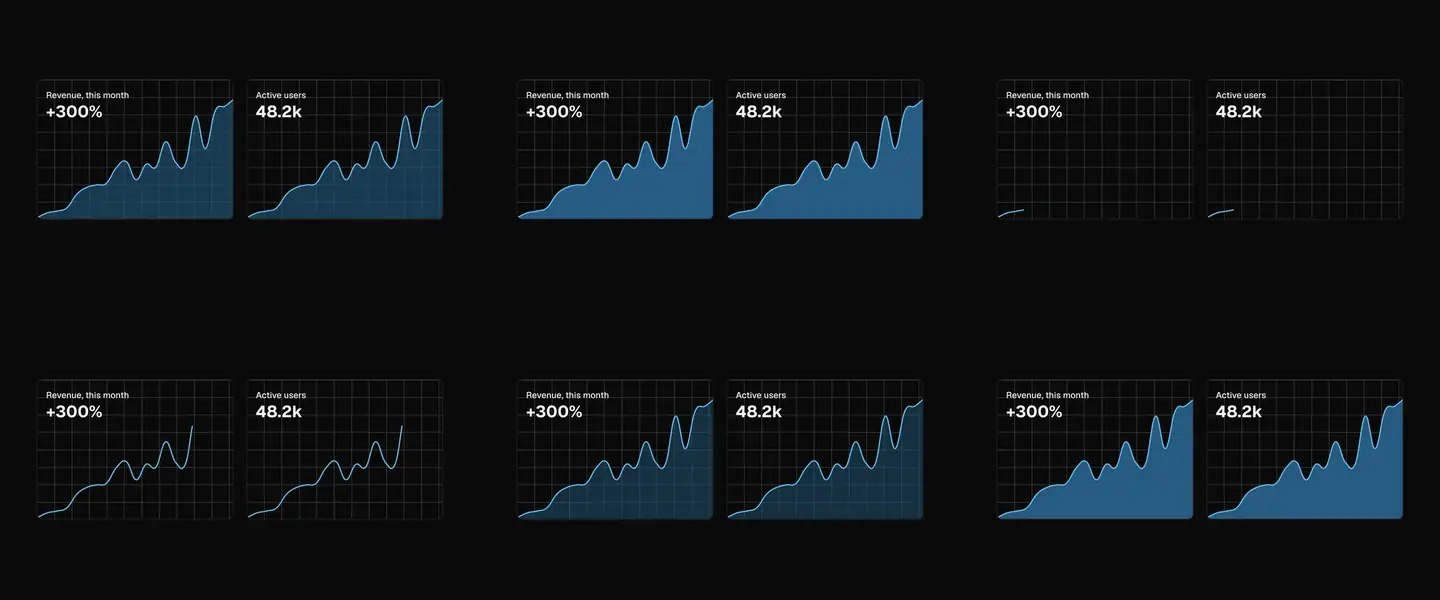 Revenue, this month
+300%
Active users
48.2k
Revenue, this month
+300%
Active users
48.2k
Revenue, this month
+300%
Active users
48.2k
Revenue, this month
+300%
Active users
48.2k
Revenue, this month
+300%
Active users
48.2k
Revenue, this month
+300%
Active users
48.2k